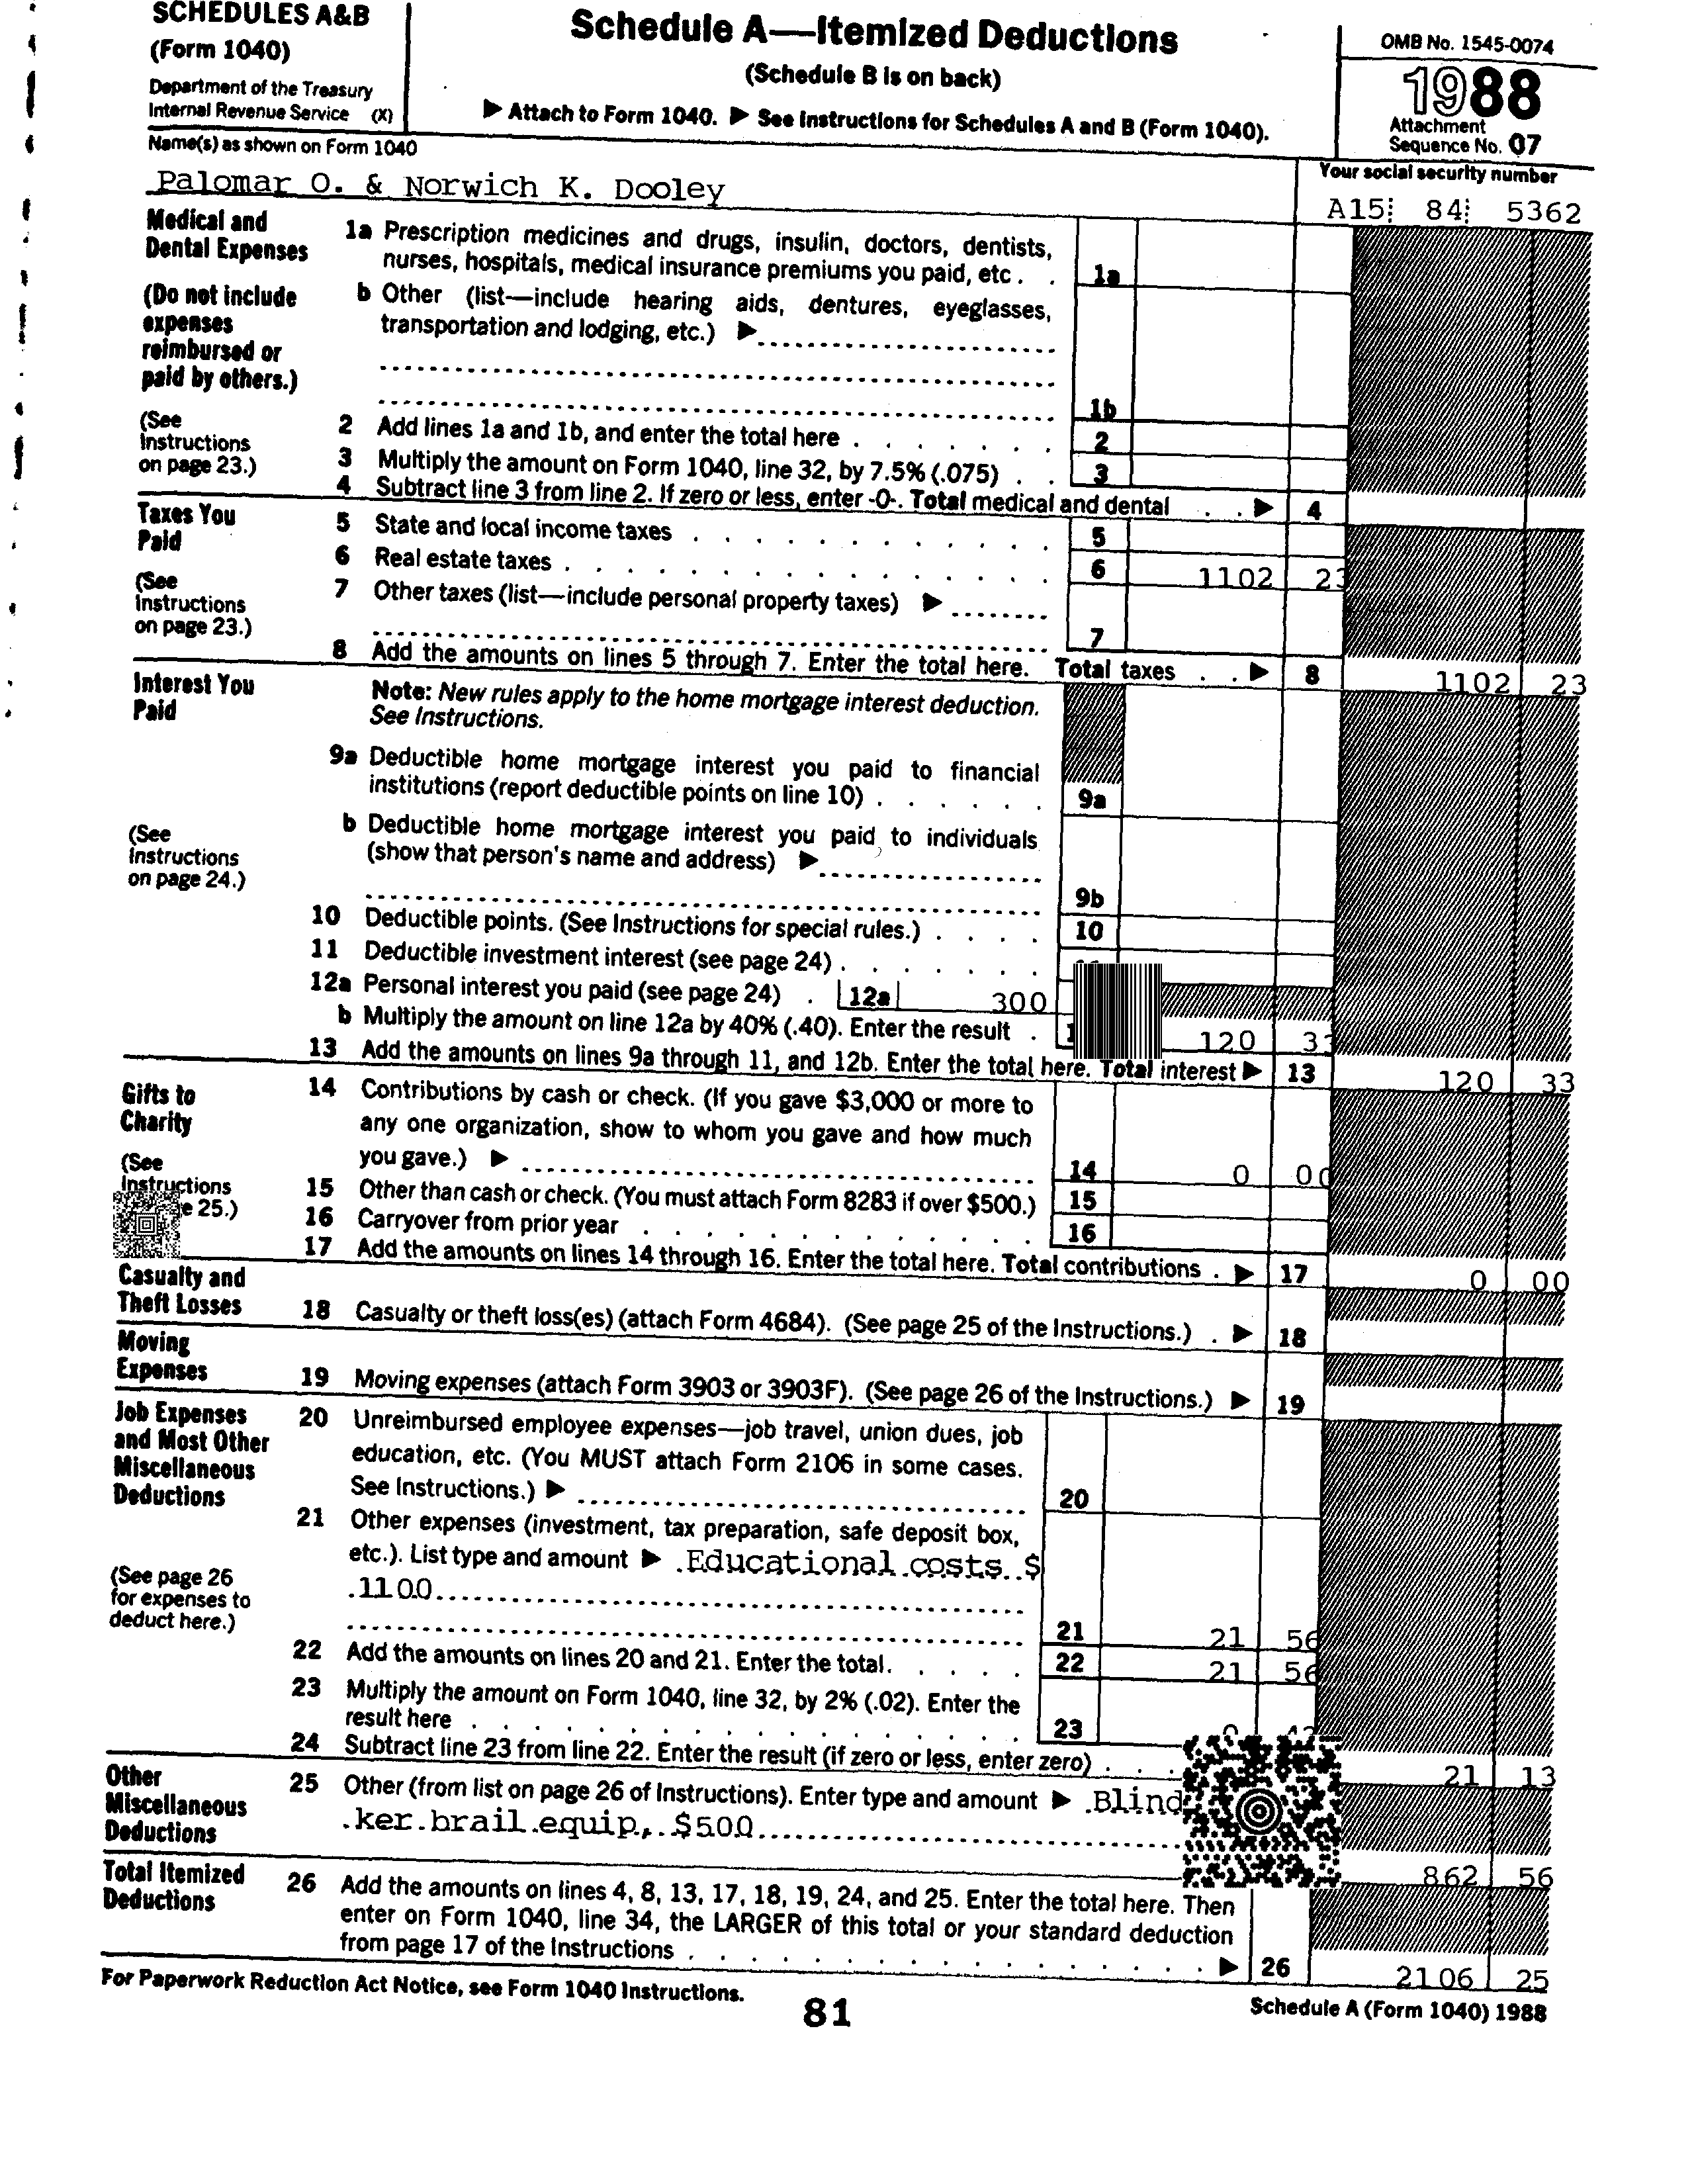 SCHEDULES A&B
(Form 1040)
Department of the Treasury
Internal Revenue Service (X)
Schedule A—Itemized Deductions
(Schedule B is on back)
▶ Attach to Form 1040. ▶ See Instructions for Schedules A and B (Form 1040).
OMB No. 1545-0074
1988
Attachment
Sequence No. 07
Name(s) as shown on Form 1040
Palomar O. & Norwich K. Dooley
Your social security number
A15 84 5362
Medical and
Dental Expenses
(Do not include
expenses
reimbursed or
paid by others.)
(See
Instructions
on page 23.)
1a Prescription medicines and drugs, insulin, doctors, dentists,
nurses, hospitals, medical insurance premiums you paid, etc . . 1a
b Other (list—include hearing aids, dentures, eyeglasses,
transportation and lodging, etc.) ▶
1b
2 Add lines 1a and 1b, and enter the total here . . . . . . . 2
3 Multiply the amount on Form 1040, line 32, by 7.5% (.075) . . 3
4 Subtract line 3 from line 2. If zero or less, enter -0-. Total medical and dental . . ▶ 4
Taxes You
Paid
(See
Instructions
on page 23.)
5 State and local income taxes . . . . . . . . . . . . 5
6 Real estate taxes . . . . . . . . . . . . . . . . 6 1102 23
7 Other taxes (list—include personal property taxes) ▶
7
8 Add the amounts on lines 5 through 7. Enter the total here. Total taxes . . ▶ 8 1102 23
Interest You
Paid
(See
Instructions
on page 24.)
Note: New rules apply to the home mortgage interest deduction.
See Instructions.
9a Deductible home mortgage interest you paid to financial
institutions (report deductible points on line 10) . . . . . . 9a
b Deductible home mortgage interest you paid to individuals
(show that person's name and address) ▶
9b
10 Deductible points. (See Instructions for special rules.) . . . . 10
11 Deductible investment interest (see page 24) . . . . . . .
12a Personal interest you paid (see page 24) . 12a 300
b Multiply the amount on line 12a by 40% (.40). Enter the result . 120 33
13 Add the amounts on lines 9a through 11, and 12b. Enter the total here. Total interest ▶ 13 120 33
Gifts to
Charity
(See
Instructions
e 25.)
14 Contributions by cash or check. (If you gave $3,000 or more to
any one organization, show to whom you gave and how much
you gave.) ▶ 14 0 00
15 Other than cash or check. (You must attach Form 8283 if over $500.) 15
16 Carryover from prior year . . . . . . . . . . . . . 16
17 Add the amounts on lines 14 through 16. Enter the total here. Total contributions . ▶ 17 0 00
Casualty and
Theft Losses
18 Casualty or theft loss(es) (attach Form 4684). (See page 25 of the Instructions.) . ▶ 18
Moving
Expenses
19 Moving expenses (attach Form 3903 or 3903F). (See page 26 of the Instructions.) ▶ 19
Job Expenses
and Most Other
Miscellaneous
Deductions
(See page 26
for expenses to
deduct here.)
20 Unreimbursed employee expenses—job travel, union dues, job
education, etc. (You MUST attach Form 2106 in some cases.
See Instructions.) ▶ 20
21 Other expenses (investment, tax preparation, safe deposit box,
etc.). List type and amount ▶ Educational costs $
1100
21 21 56
22 Add the amounts on lines 20 and 21. Enter the total. . . . . 22 21 56
23 Multiply the amount on Form 1040, line 32, by 2% (.02). Enter the
result here . . . . . . . . . . . . . . . . . . 23
24 Subtract line 23 from line 22. Enter the result (if zero or less, enter zero) . . . 21 13
Other
Miscellaneous
Deductions
25 Other (from list on page 26 of Instructions). Enter type and amount ▶ Blind
ker brail equip, $500
862 56
Total Itemized
Deductions
26 Add the amounts on lines 4, 8, 13, 17, 18, 19, 24, and 25. Enter the total here. Then
enter on Form 1040, line 34, the LARGER of this total or your standard deduction
from page 17 of the Instructions . . . . . . . . . . . . . . . . . ▶ 26 2106 25
For Paperwork Reduction Act Notice, see Form 1040 Instructions.
81
Schedule A (Form 1040) 1988